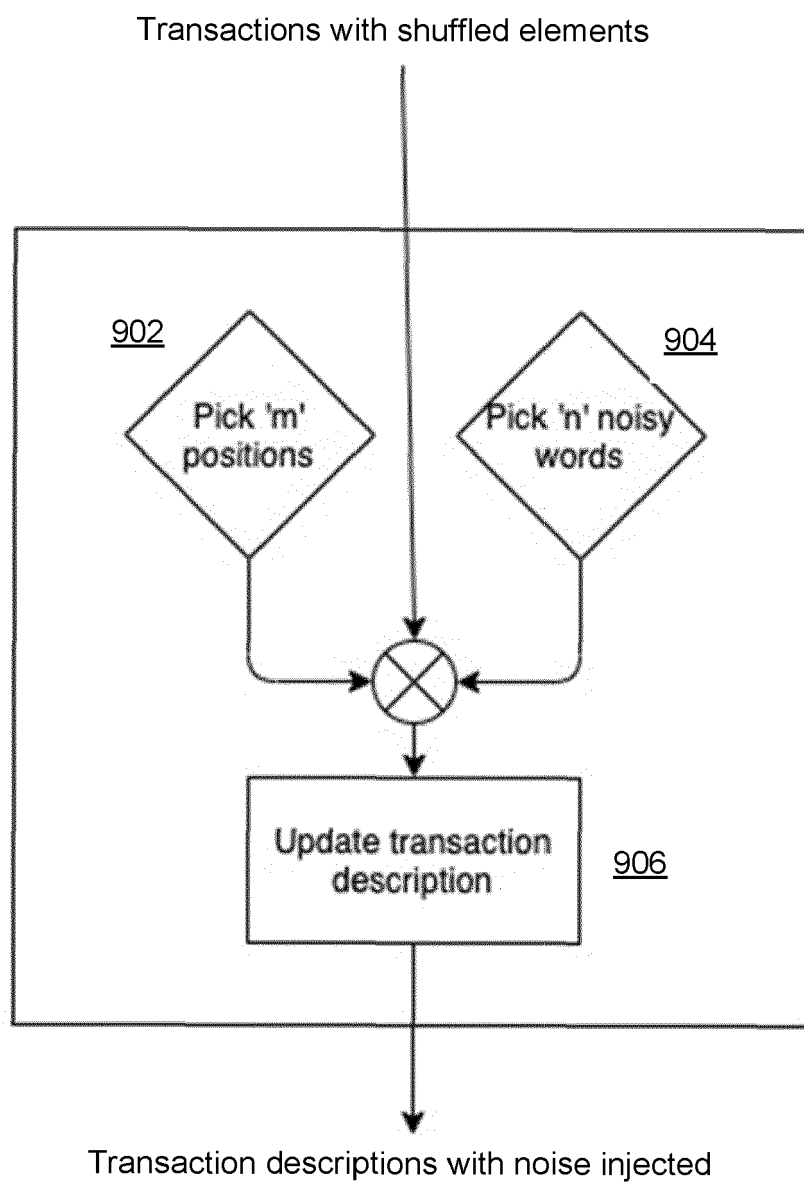 Transactions with shuffled elements
902
904
Pick 'm'
positions
Pick 'n' noisy
words
Update transaction
description
906
Transaction descriptions with noise injected